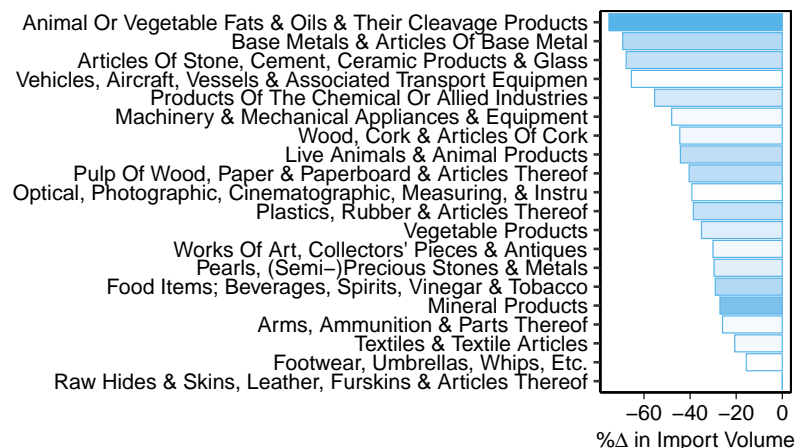 Animal Or Vegetable Fats & Oils & Their Cleavage Products
Base Metals & Articles Of Base Metal
Articles Of Stone, Cement, Ceramic Products & Glass
Vehicles, Aircraft, Vessels & Associated Transport Equipmen
Products Of The Chemical Or Allied Industries
Machinery & Mechanical Appliances & Equipment
Wood, Cork & Articles Of Cork
Live Animals & Animal Products
Pulp Of Wood, Paper & Paperboard & Articles Thereof
Optical, Photographic, Cinematographic, Measuring, & Instru
Plastics, Rubber & Articles Thereof
Vegetable Products
Works Of Art, Collectors' Pieces & Antiques
Pearls, (Semi−)Precious Stones & Metals
Food Items; Beverages, Spirits, Vinegar & Tobacco
Mineral Products
Arms, Ammunition & Parts Thereof
Textiles & Textile Articles
Footwear, Umbrellas, Whips, Etc.
Raw Hides & Skins, Leather, Furskins & Articles Thereof
−60 −40 −20 0
%Δ in Import Volume